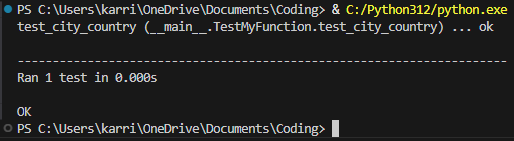 PS C:\Users\karri\OneDrive\Documents\Coding> & C:/Python312/python.exe
test_city_country (__main__.TestMyFunction.test_city_country) ... ok
----------------------------------------------------------------------
Ran 1 test in 0.000s
OK
PS C:\Users\karri\OneDrive\Documents\Coding>